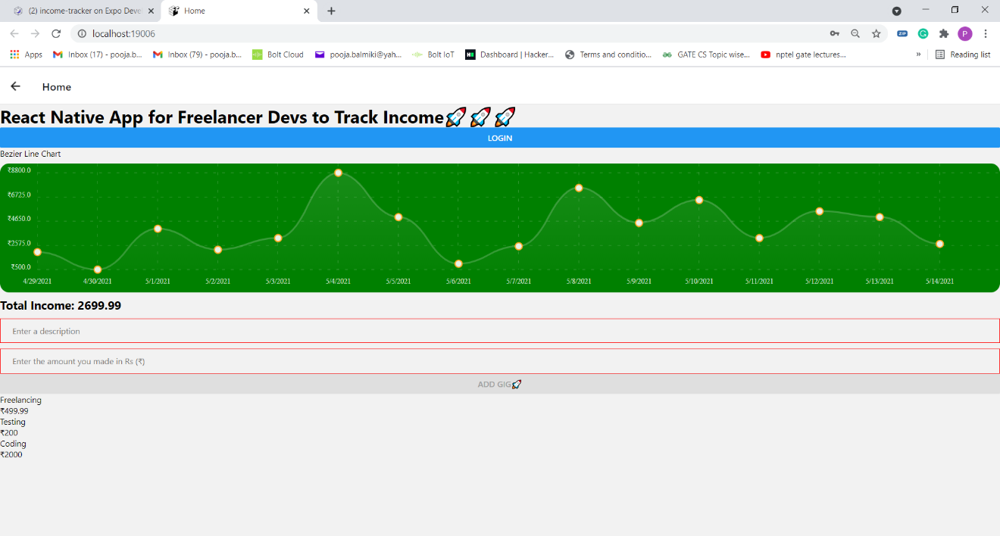 (2) income-tracker on Expo Deve
Home
localhost:19006
ZIP
G
P
Apps
Inbox (17) - pooja.b...
Inbox (79) - pooja.b...
Bolt Cloud
pooja.balmiki@yah...
Bolt IoT
Dashboard | Hacker...
Terms and conditio...
GATE CS Topic wise...
nptel gate lectures...
»
Reading list
Home
React Native App for Freelancer Devs to Track Income🚀🚀🚀
LOGIN
Bezier Line Chart
₹8800.0
₹6725.0
₹4650.0
₹2575.0
₹500.0
4/29/2021 4/30/2021 5/1/2021 5/2/2021 5/3/2021 5/4/2021 5/5/2021 5/6/2021 5/7/2021 5/8/2021 5/9/2021 5/10/2021 5/11/2021 5/12/2021 5/13/2021 5/14/2021
Total Income: 2699.99
Enter a description
Enter the amount you made in Rs (₹)
ADD GIG🚀
Freelancing
₹499.99
Testing
₹200
Coding
₹2000